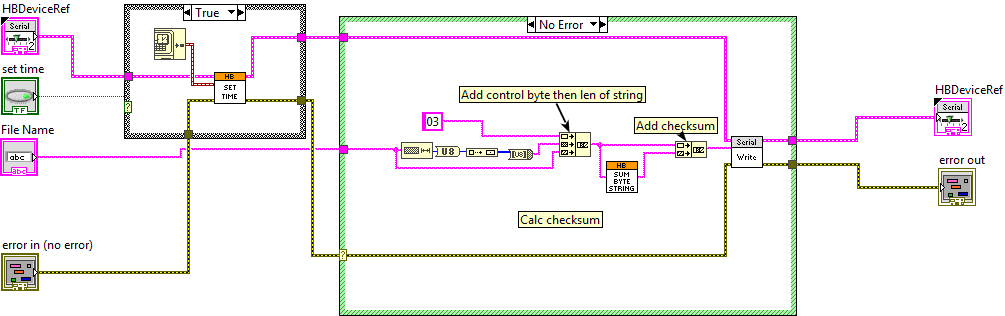 HBDeviceRef
Serial
2
set time
TF
File Name
abc
abc
error in (no error)
True
?
HB
SET
TIME
No Error
Add control byte then len of string
03
U8
[U8]
HB
SUM
BYTE
STRING
Add checksum
Calc checksum
?
Serial
Write
HBDeviceRef
Serial
2
error out